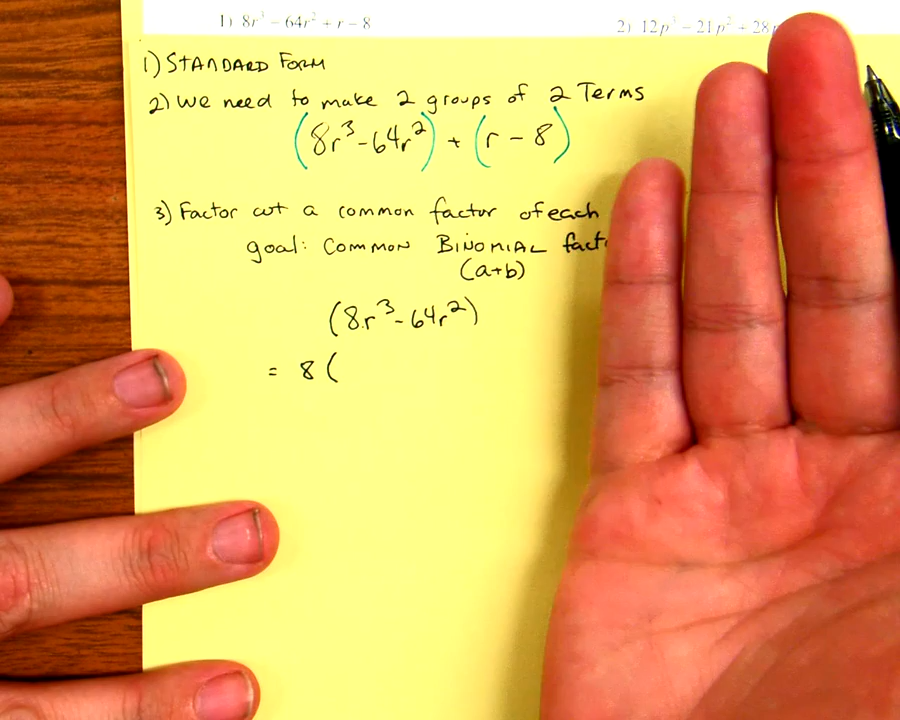 1) 8r³ − 64r² + r − 8
2) 12p³ − 21p² + 28
1) STANDARD FORM
2) We need to make 2 groups of 2 Terms
(8r³-64r²) + (r - 8)
3) Factor out a common factor of each
goal: COMMON BINOMIAL fact
(a+b)
(8r³-64r²)
= 8 (